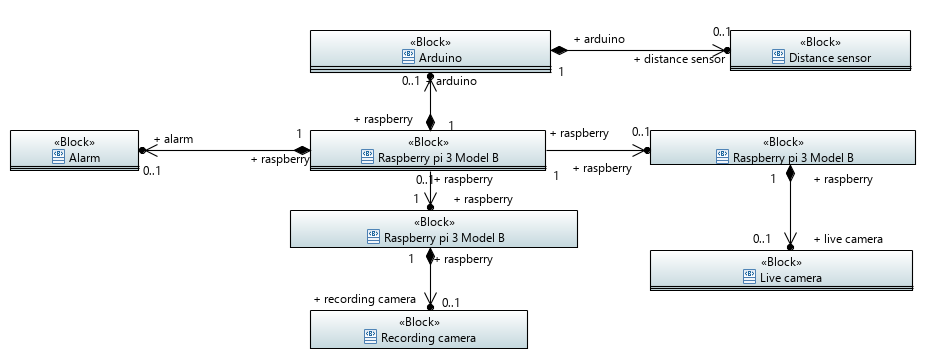 «Block»
Arduino
+ arduino
0..1
1
+ distance sensor
«Block»
Distance sensor
0..1
+ arduino
+ raspberry
1
«Block»
Alarm
+ alarm
0..1
1
+ raspberry
«Block»
Raspberry pi 3 Model B
+ raspberry
0..1
1
+ raspberry
«Block»
Raspberry pi 3 Model B
0..1
+ raspberry
1
+ raspberry
1
+ raspberry
«Block»
Raspberry pi 3 Model B
0..1
+ live camera
1
+ raspberry
«Block»
Live camera
+ recording camera
0..1
«Block»
Recording camera